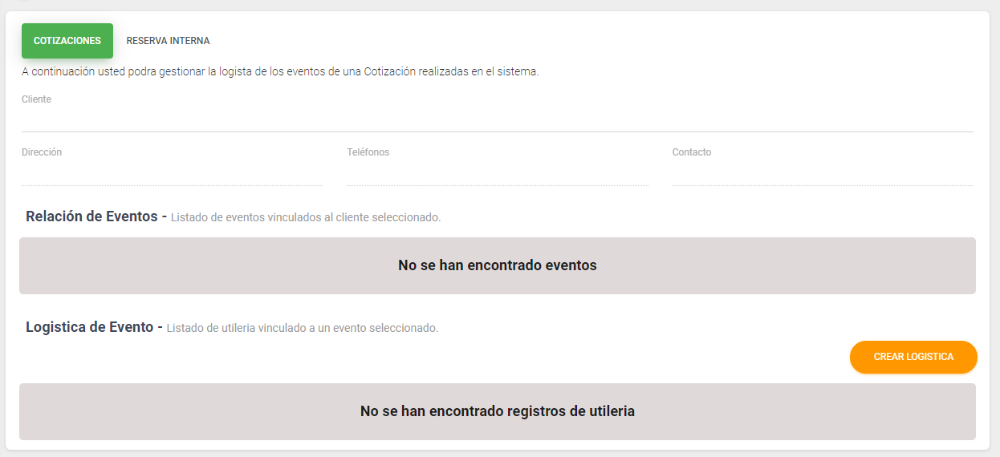 COTIZACIONES RESERVA INTERNA
A continuación usted podra gestionar la logista de los eventos de una Cotización realizadas en el sistema.
Cliente
Dirección Teléfonos Contacto
Relación de Eventos - Listado de eventos vinculados al cliente seleccionado.
No se han encontrado eventos
Logistica de Evento - Listado de utileria vinculado a un evento seleccionado.
CREAR LOGISTICA
No se han encontrado registros de utileria